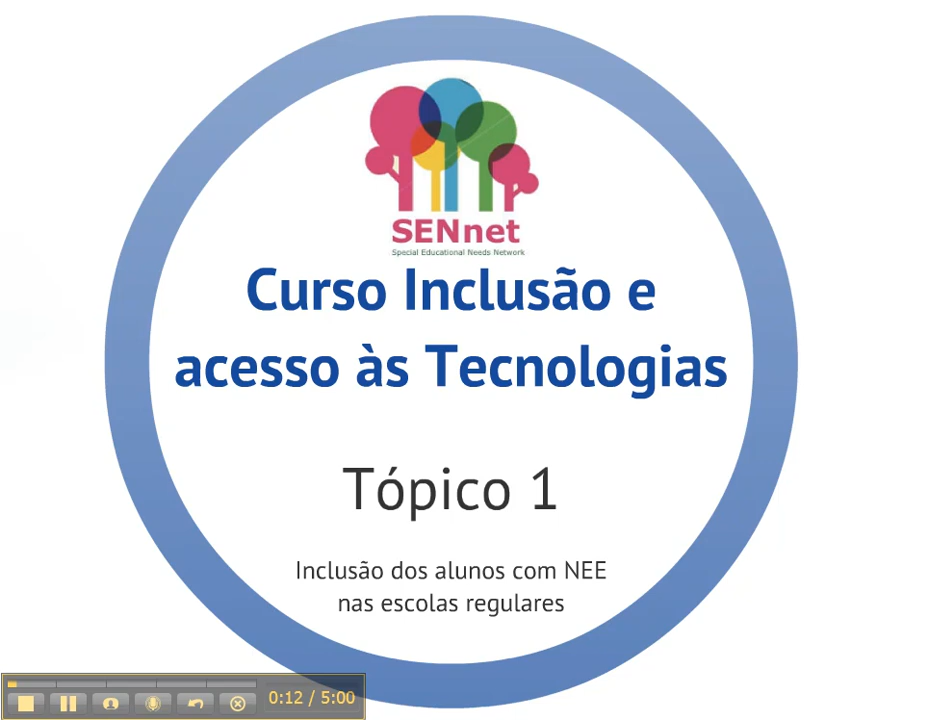 SENnet
Special Educational Needs Network
Curso Inclusão e
acesso às Tecnologias
Tópico 1
Inclusão dos alunos com NEE
nas escolas regulares
0:12 / 5:00